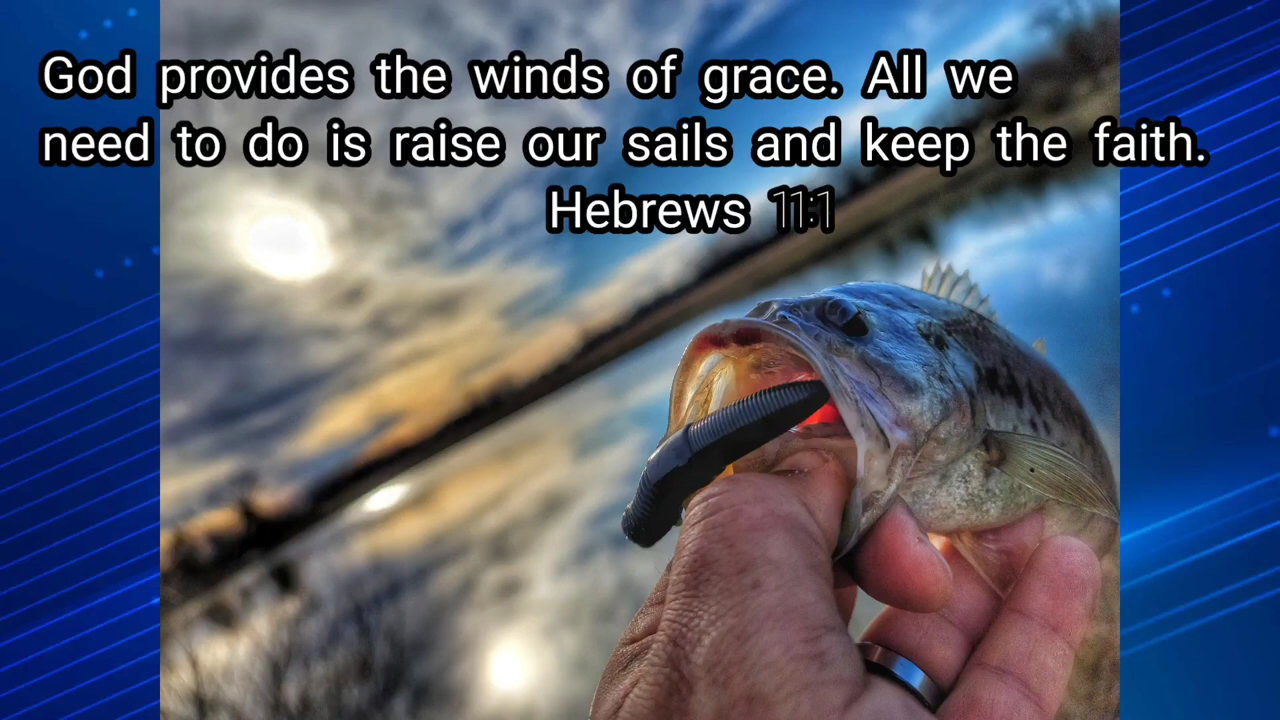 God provides the winds of grace. All we
need to do is raise our sails and keep the faith.
Hebrews 11:1